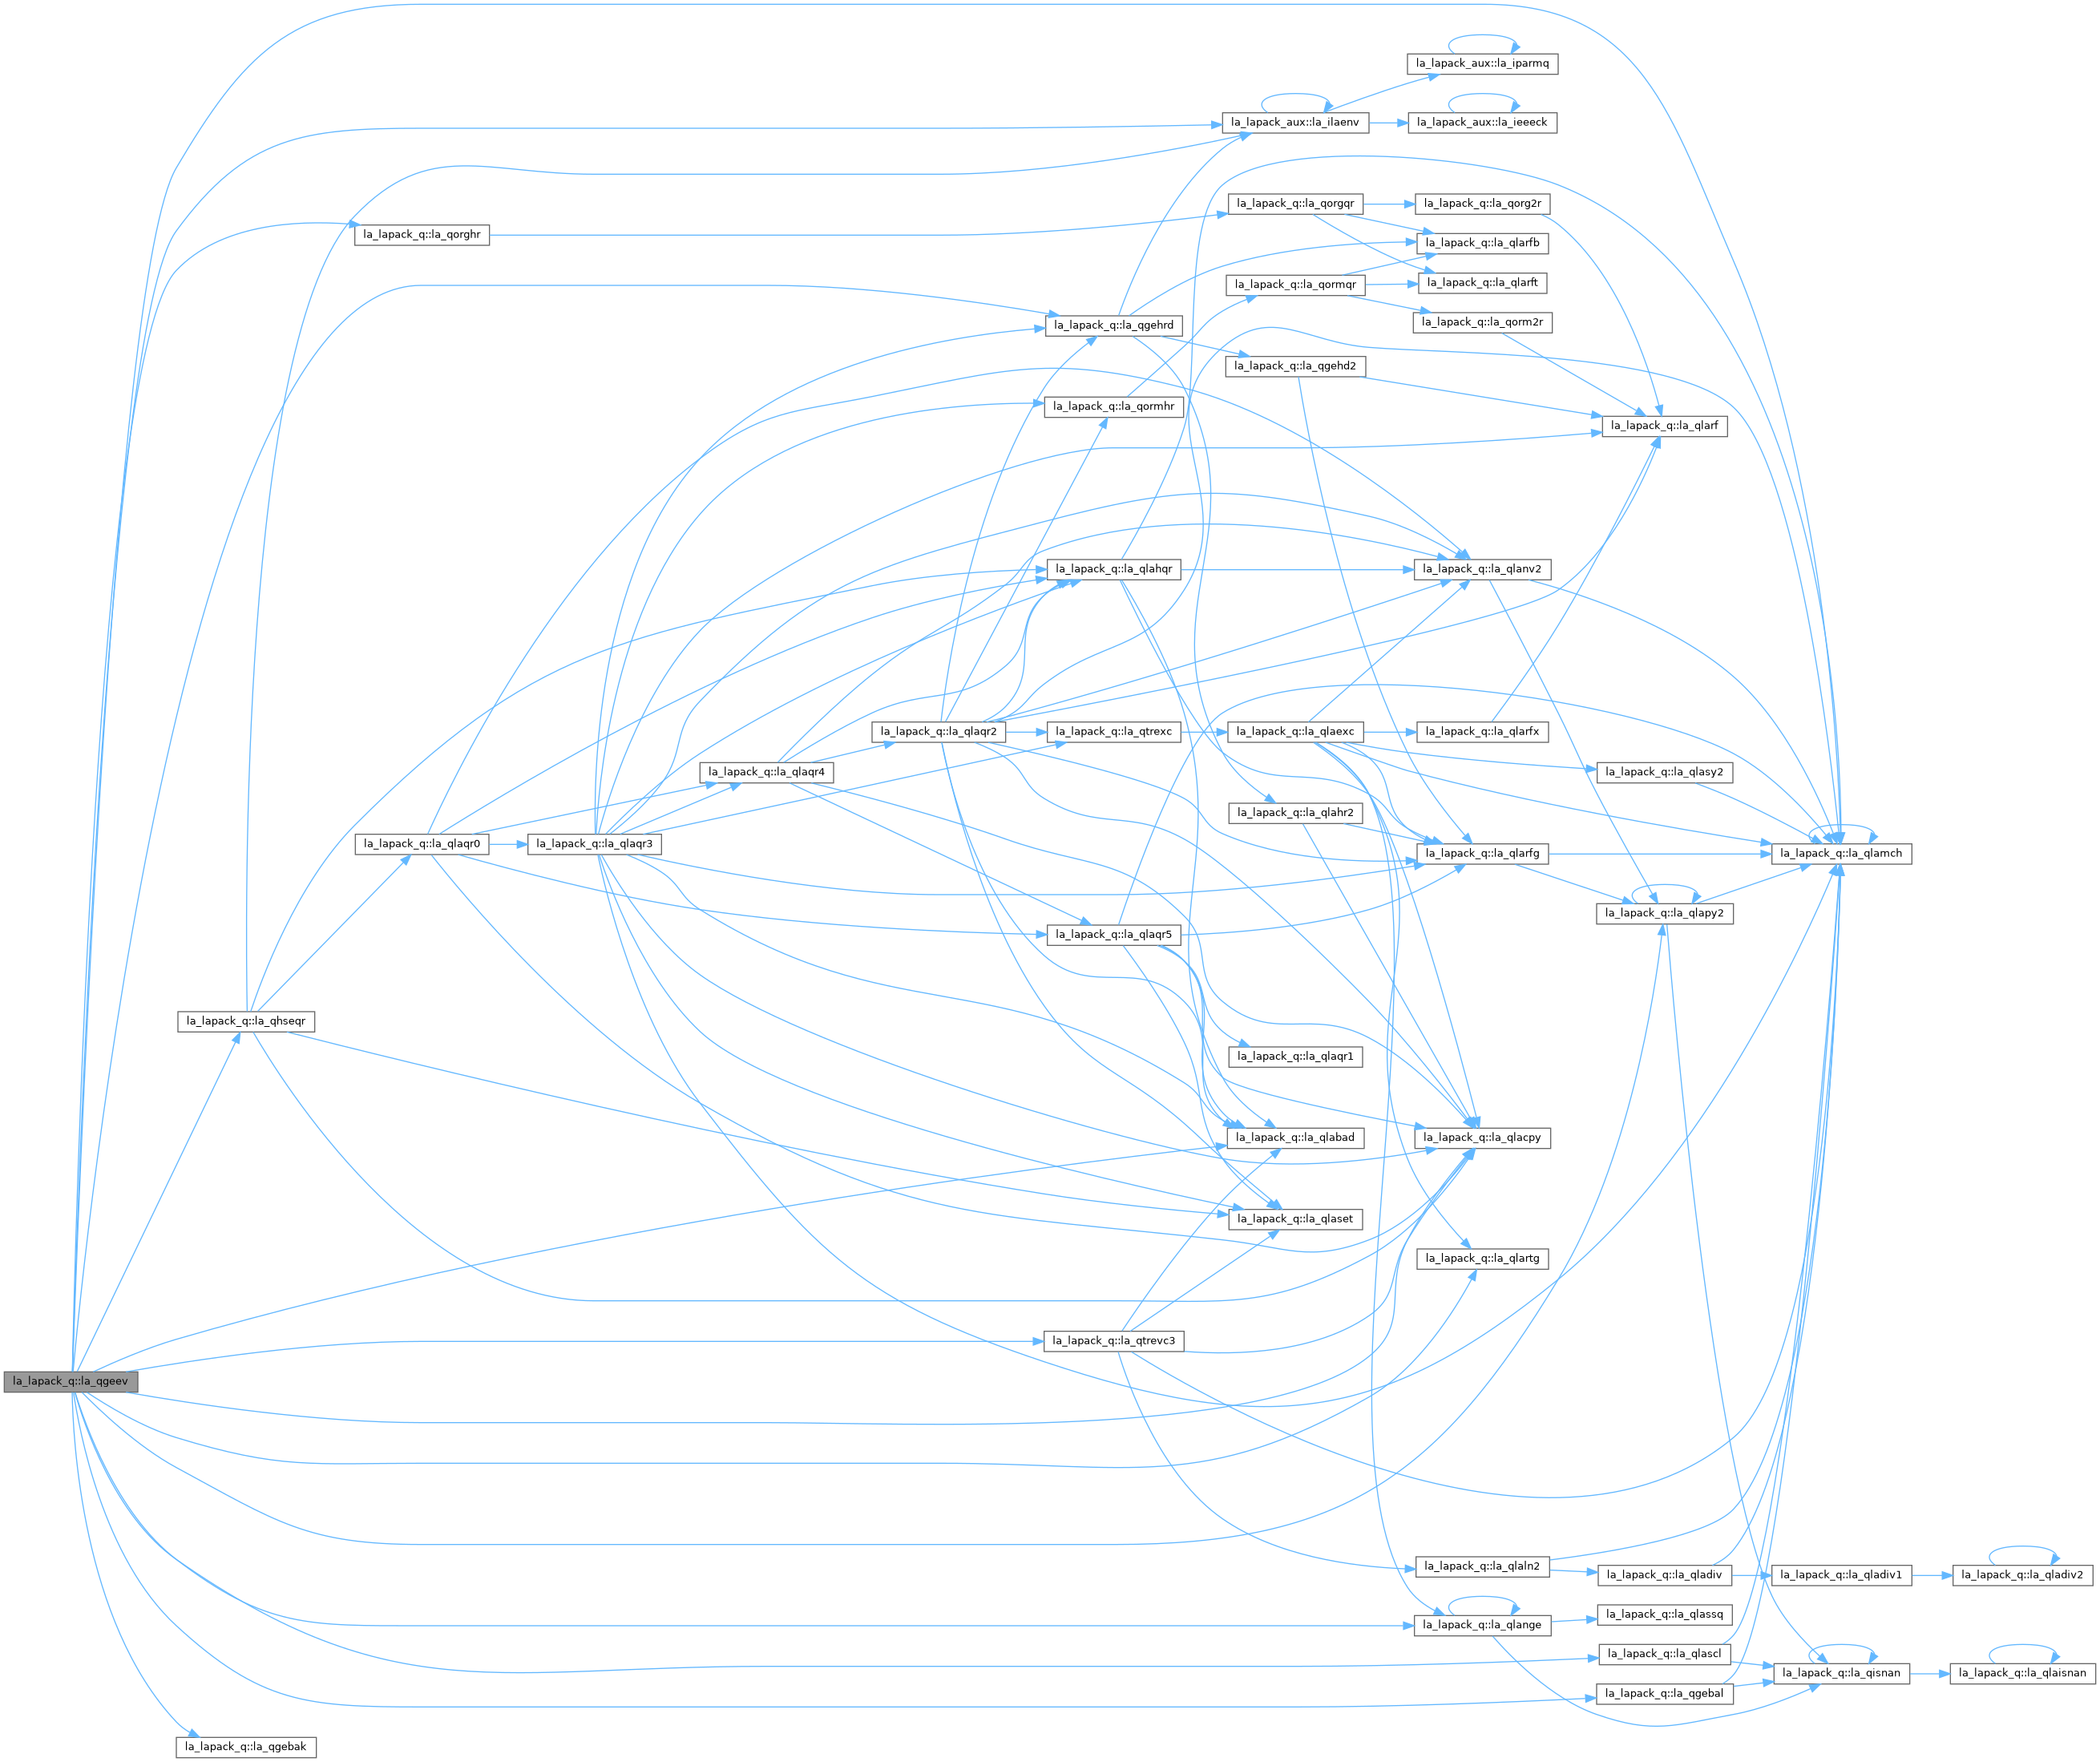 la_lapack_aux::la_iparmq
la_lapack_aux::la_ilaenv
la_lapack_aux::la_ieeeck
la_lapack_q::la_qorgqr
la_lapack_q::la_qorg2r
la_lapack_q::la_qorghr
la_lapack_q::la_qlarfb
la_lapack_q::la_qormqr
la_lapack_q::la_qlarft
la_lapack_q::la_qgehrd
la_lapack_q::la_qorm2r
la_lapack_q::la_qgehd2
la_lapack_q::la_qormhr
la_lapack_q::la_qlarf
la_lapack_q::la_qlahqr
la_lapack_q::la_qlanv2
la_lapack_q::la_qlaqr2
la_lapack_q::la_qtrexc
la_lapack_q::la_qlaexc
la_lapack_q::la_qlarfx
la_lapack_q::la_qlaqr4
la_lapack_q::la_qlasy2
la_lapack_q::la_qlahr2
la_lapack_q::la_qlaqr0
la_lapack_q::la_qlaqr3
la_lapack_q::la_qlarfg
la_lapack_q::la_qlamch
la_lapack_q::la_qlapy2
la_lapack_q::la_qlaqr5
la_lapack_q::la_qhseqr
la_lapack_q::la_qlaqr1
la_lapack_q::la_qlabad
la_lapack_q::la_qlacpy
la_lapack_q::la_qlaset
la_lapack_q::la_qlartg
la_lapack_q::la_qtrevc3
la_lapack_q::la_qgeev
la_lapack_q::la_qlaln2
la_lapack_q::la_qladiv
la_lapack_q::la_qladiv1
la_lapack_q::la_qladiv2
la_lapack_q::la_qlassq
la_lapack_q::la_qlange
la_lapack_q::la_qlascl
la_lapack_q::la_qisnan
la_lapack_q::la_qlaisnan
la_lapack_q::la_qgebal
la_lapack_q::la_qgebak